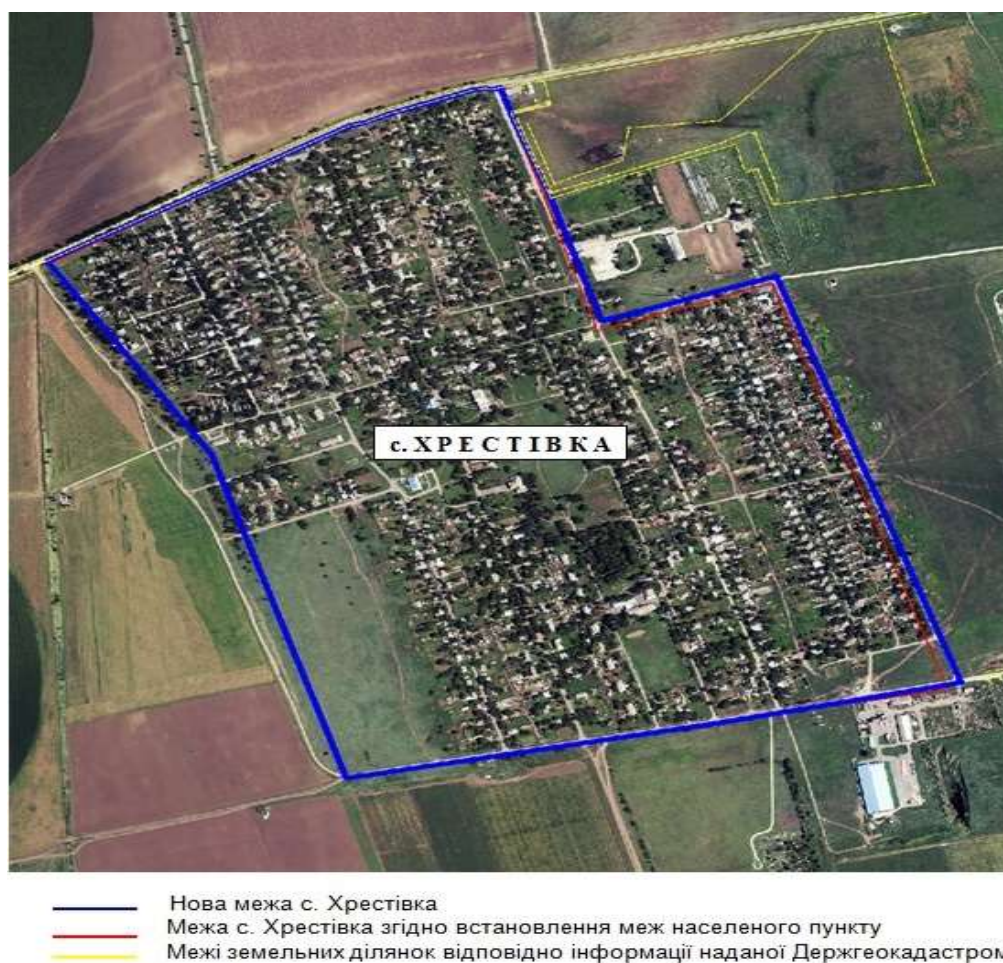 с. ХРЕСТІВКА
Нова межа с. Хрестівка
Межа с. Хрестівка згідно встановлення меж населеного пункту
Межі земельних ділянок відповідно інформації наданої Держгеокадастром